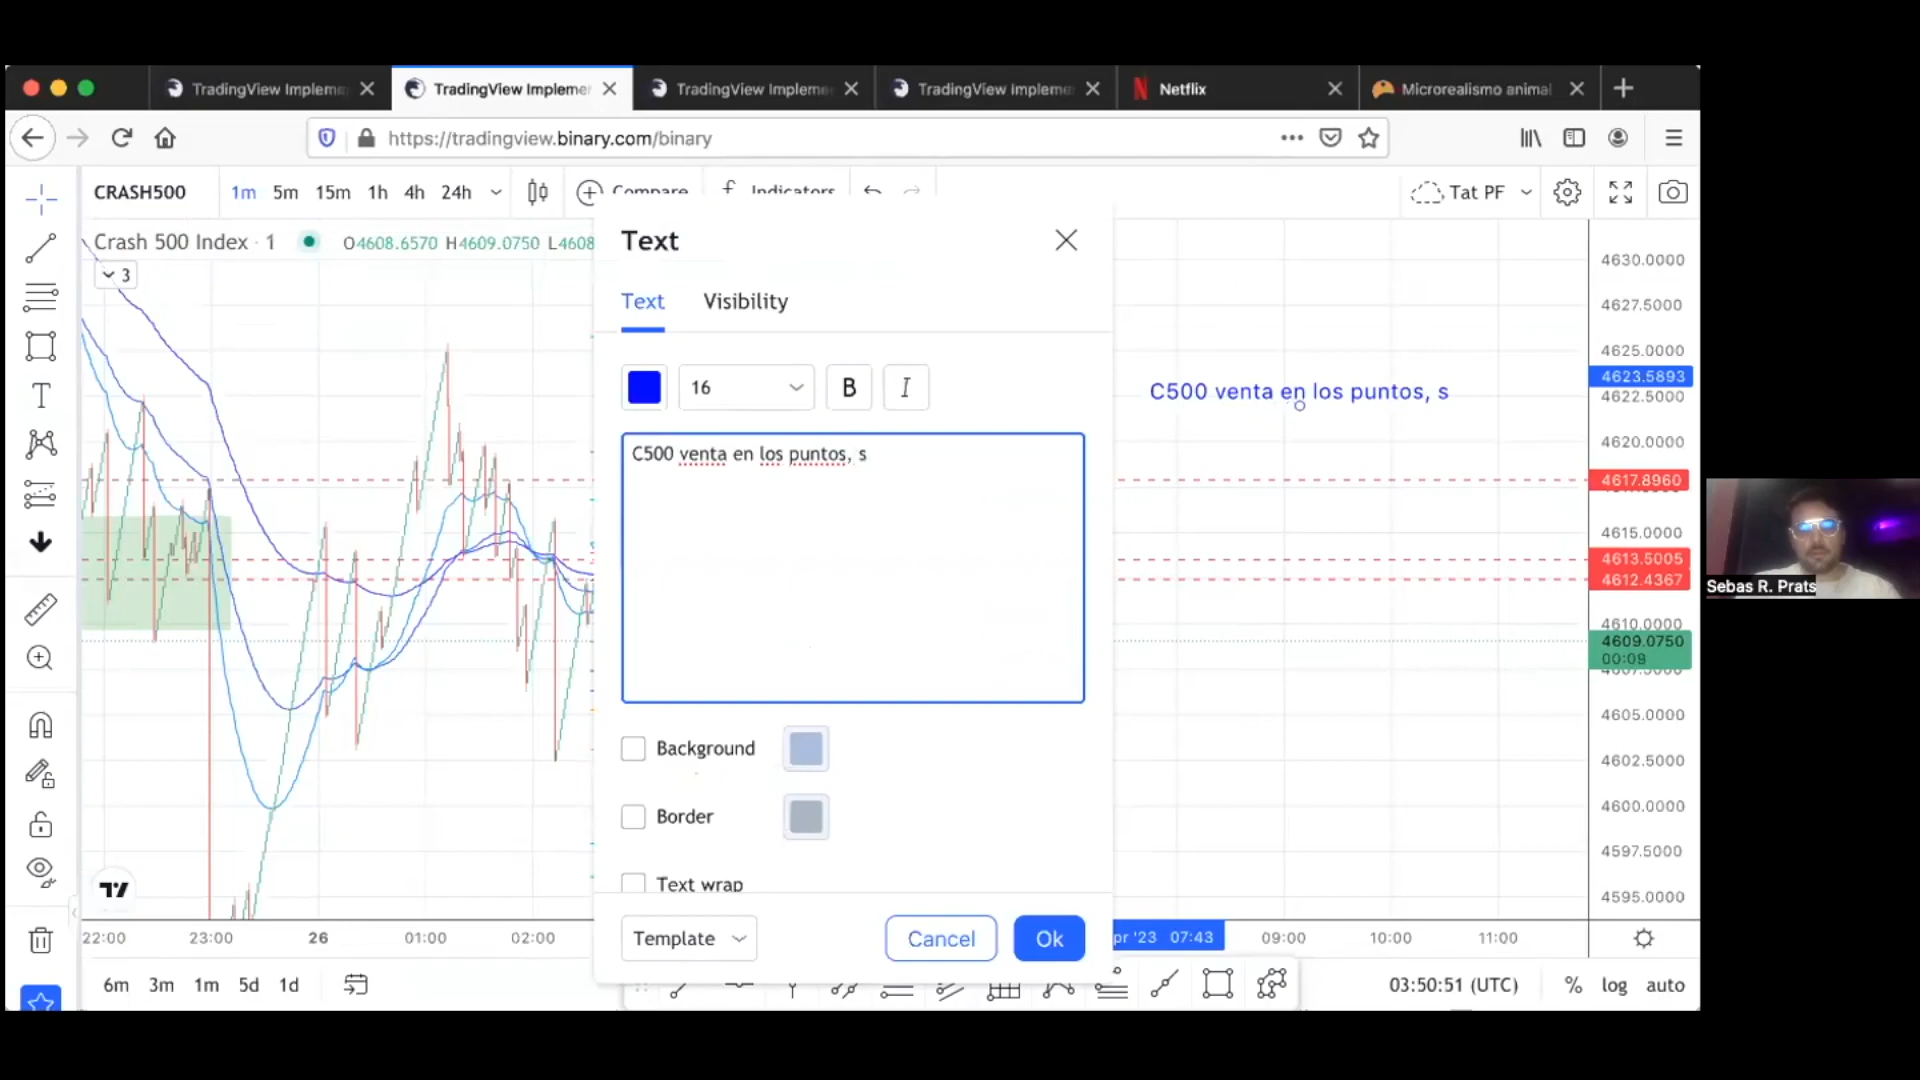 TradingView Impleme
TradingView Implemer
TradingView Impleme
TradingView Impleme
Netflix
Microrealismo animal
https://tradingview.binary.com/binary
CRASH500
1m 5m 15m 1h 4h 24h
Compare
Indicators
Tat PF
Crash 500 Index · 1
O4608.6570 H4609.0750 L4608
3
Text
Text
Visibility
16
B
I
C500 venta en los puntos, s
C500 venta en los puntos, s
Background
Border
Text wrap
Template
Cancel
Ok
4630.0000
4627.5000
4625.0000
4623.5893
4622.5000
4620.0000
4617.8960
4615.0000
4613.5005
4612.4367
4610.0000
4609.0750
00:09
4607.5000
4605.0000
4602.5000
4600.0000
4597.5000
4595.0000
Sebas R. Prats
22:00 23:00 26 01:00 02:00 pr '23 07:43 09:00 10:00 11:00
6m 3m 1m 5d 1d
03:50:51 (UTC)
% log auto